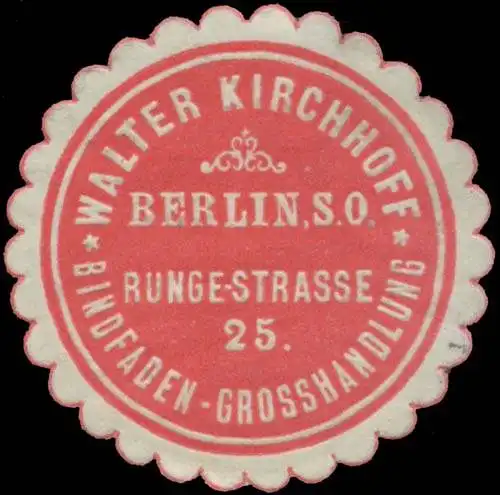 WALTER KIRCHHOFF
BERLIN, S.O.
RUNGE-STRASSE
25.
* BINDFADEN-GROSSHANDLUNG *